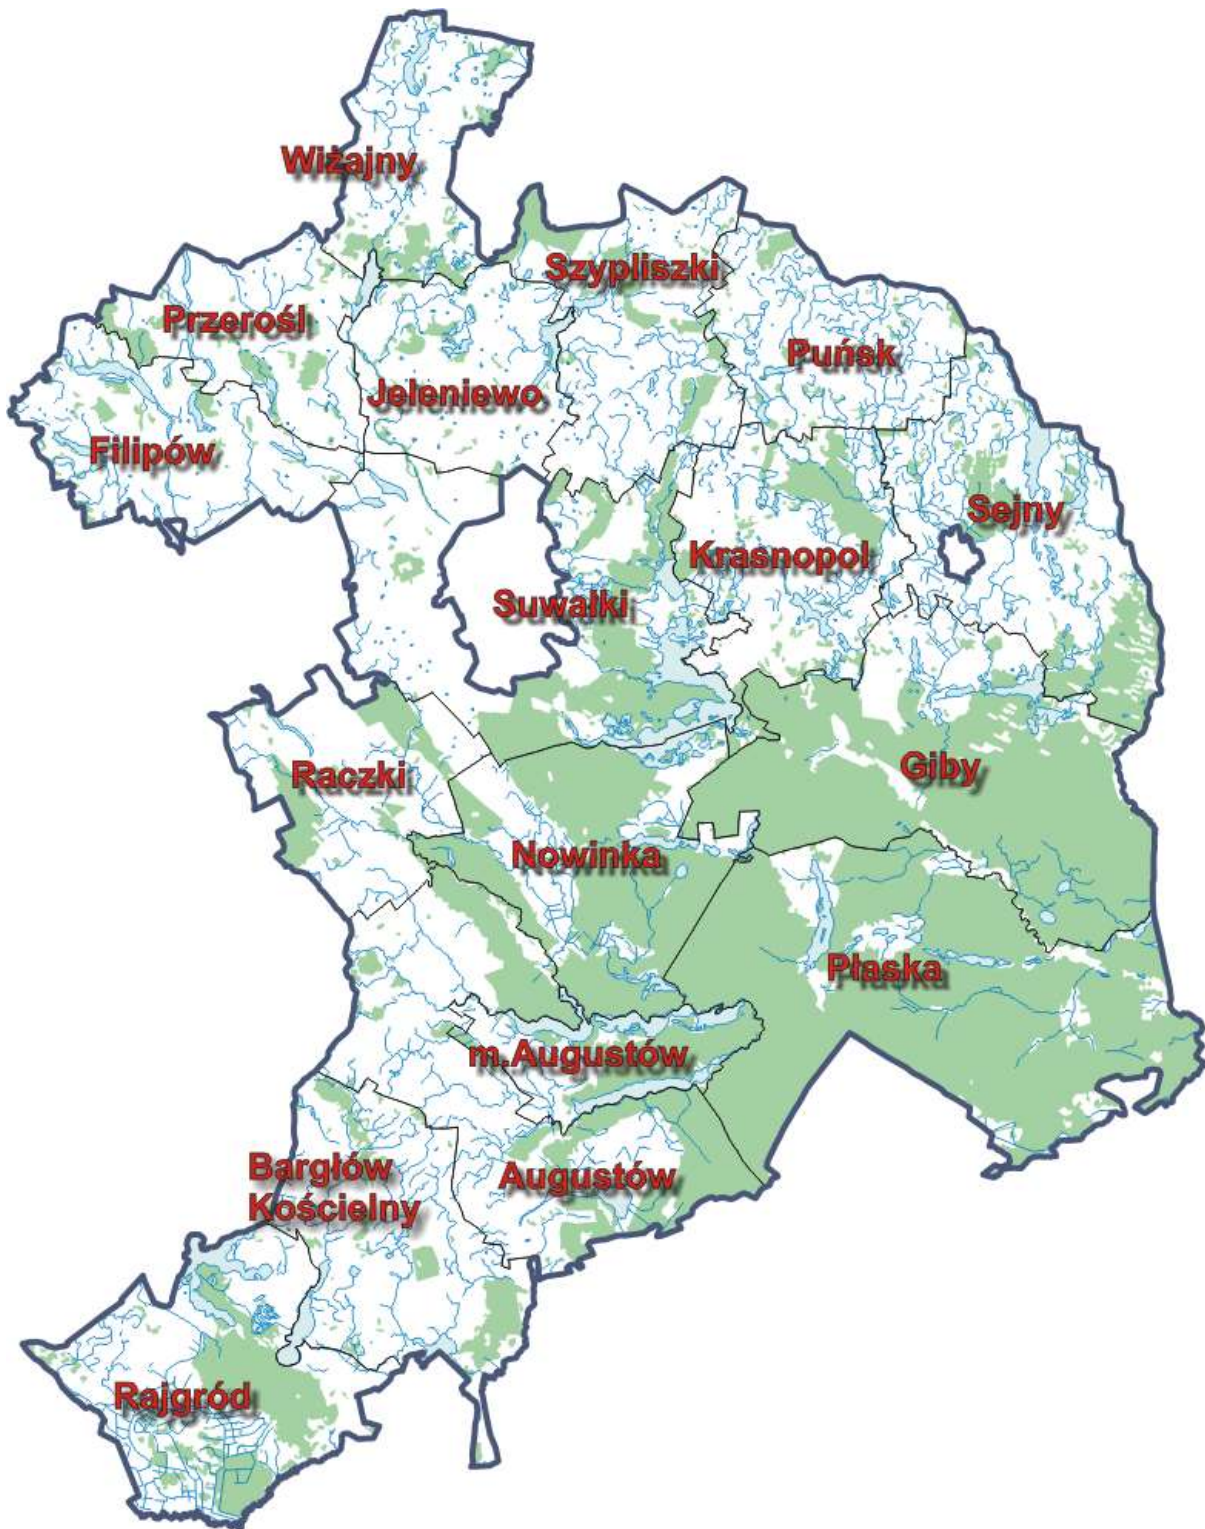 Wiżajny
Szypliszki
Przerośl
Puńsk
Jeleniewo
Filipów
Sejny
Krasnopol
Suwałki
Giby
Raczki
Nowinka
Płaska
m.Augustów
Bargłów
Kościelny
Augustów
Rajgród